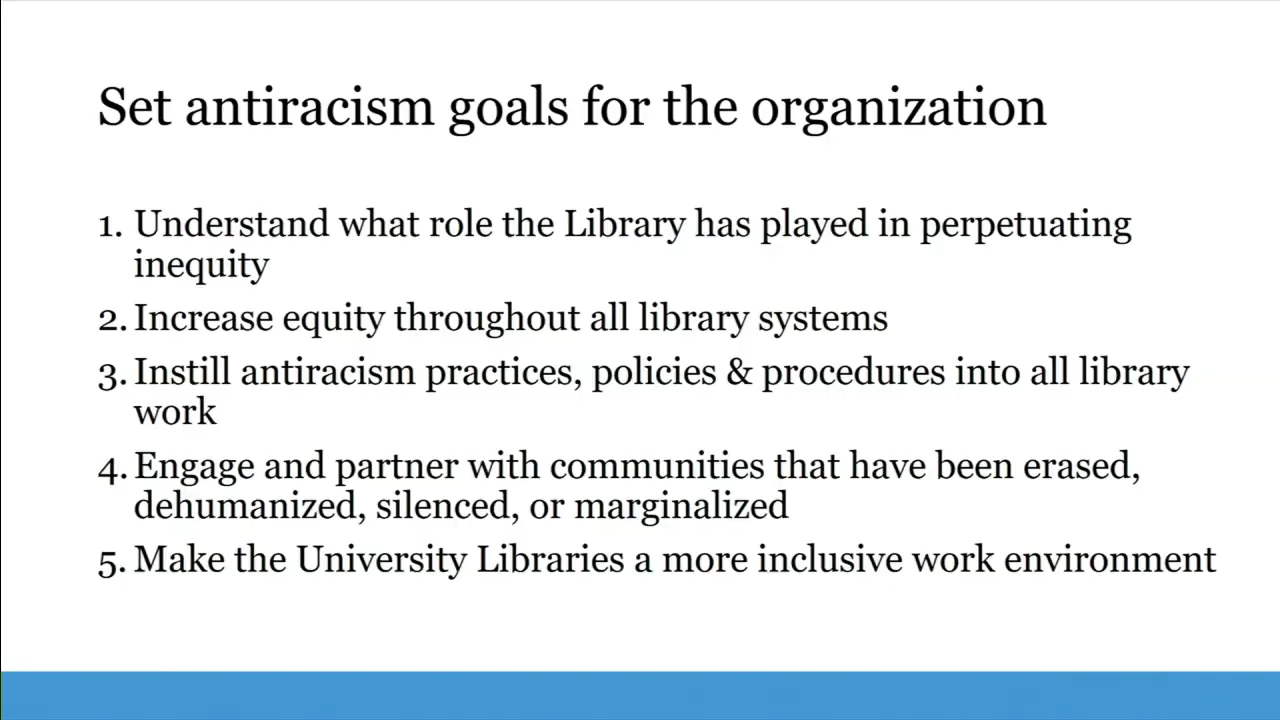 Set antiracism goals for the organization
1. Understand what role the Library has played in perpetuating
inequity
2. Increase equity throughout all library systems
3. Instill antiracism practices, policies & procedures into all library
work
4. Engage and partner with communities that have been erased,
dehumanized, silenced, or marginalized
5. Make the University Libraries a more inclusive work environment